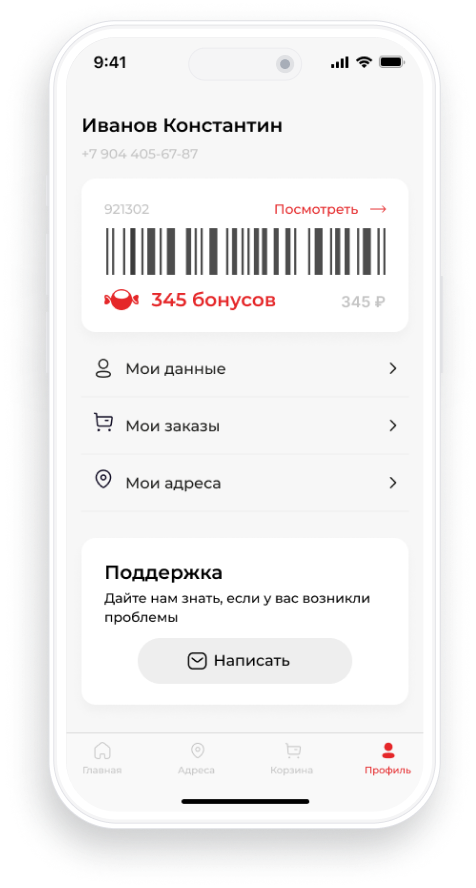 9:41
Иванов Константин
+7 904 405-67-87
921302
Посмотреть →
345 бонусов
345 ₽
Мои данные
Мои заказы
Мои адреса
Поддержка
Дайте нам знать, если у вас возникли
проблемы
Написать
Главная
Адреса
Корзина
Профиль